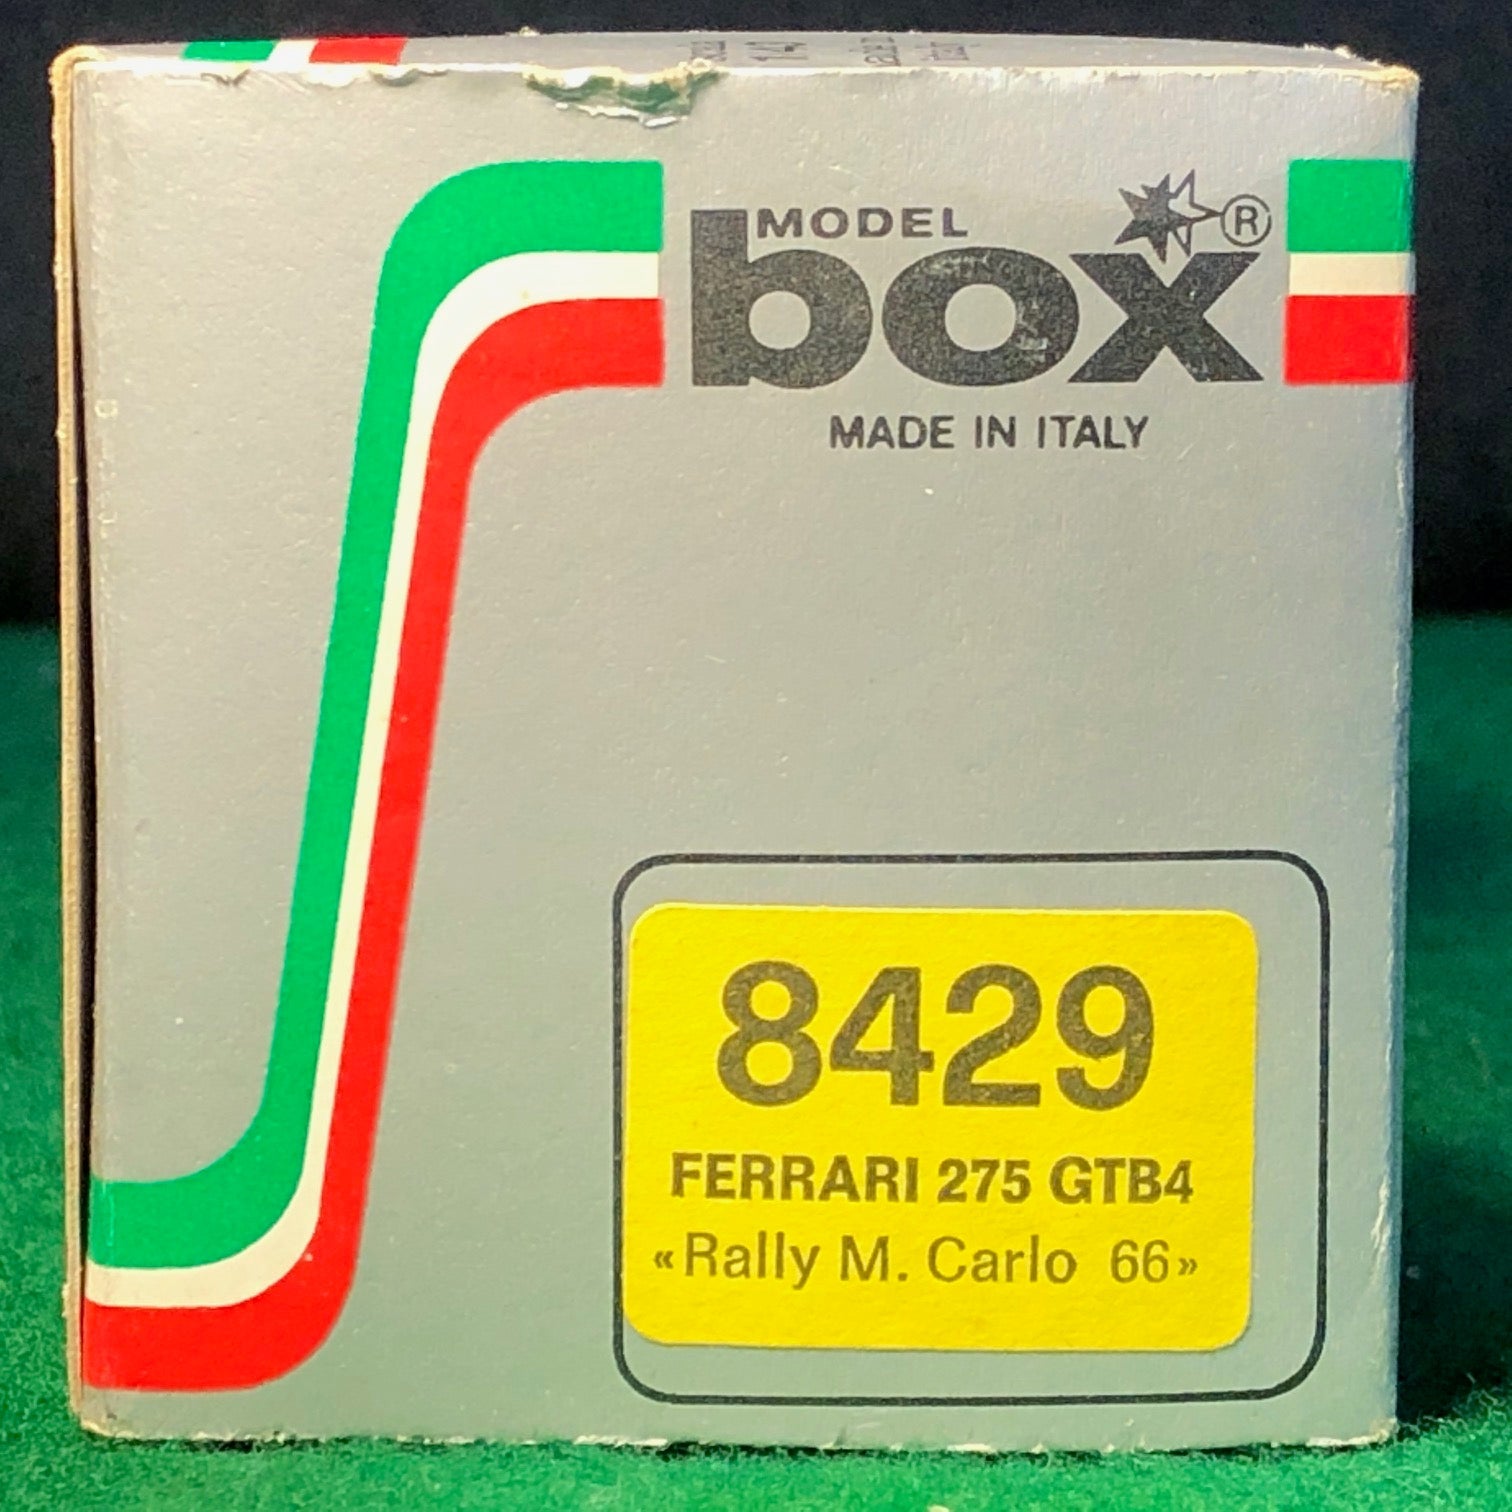 MODEL
box ®
MADE IN ITALY
8429
FERRARI 275 GTB4
«Rally M. Carlo 66»